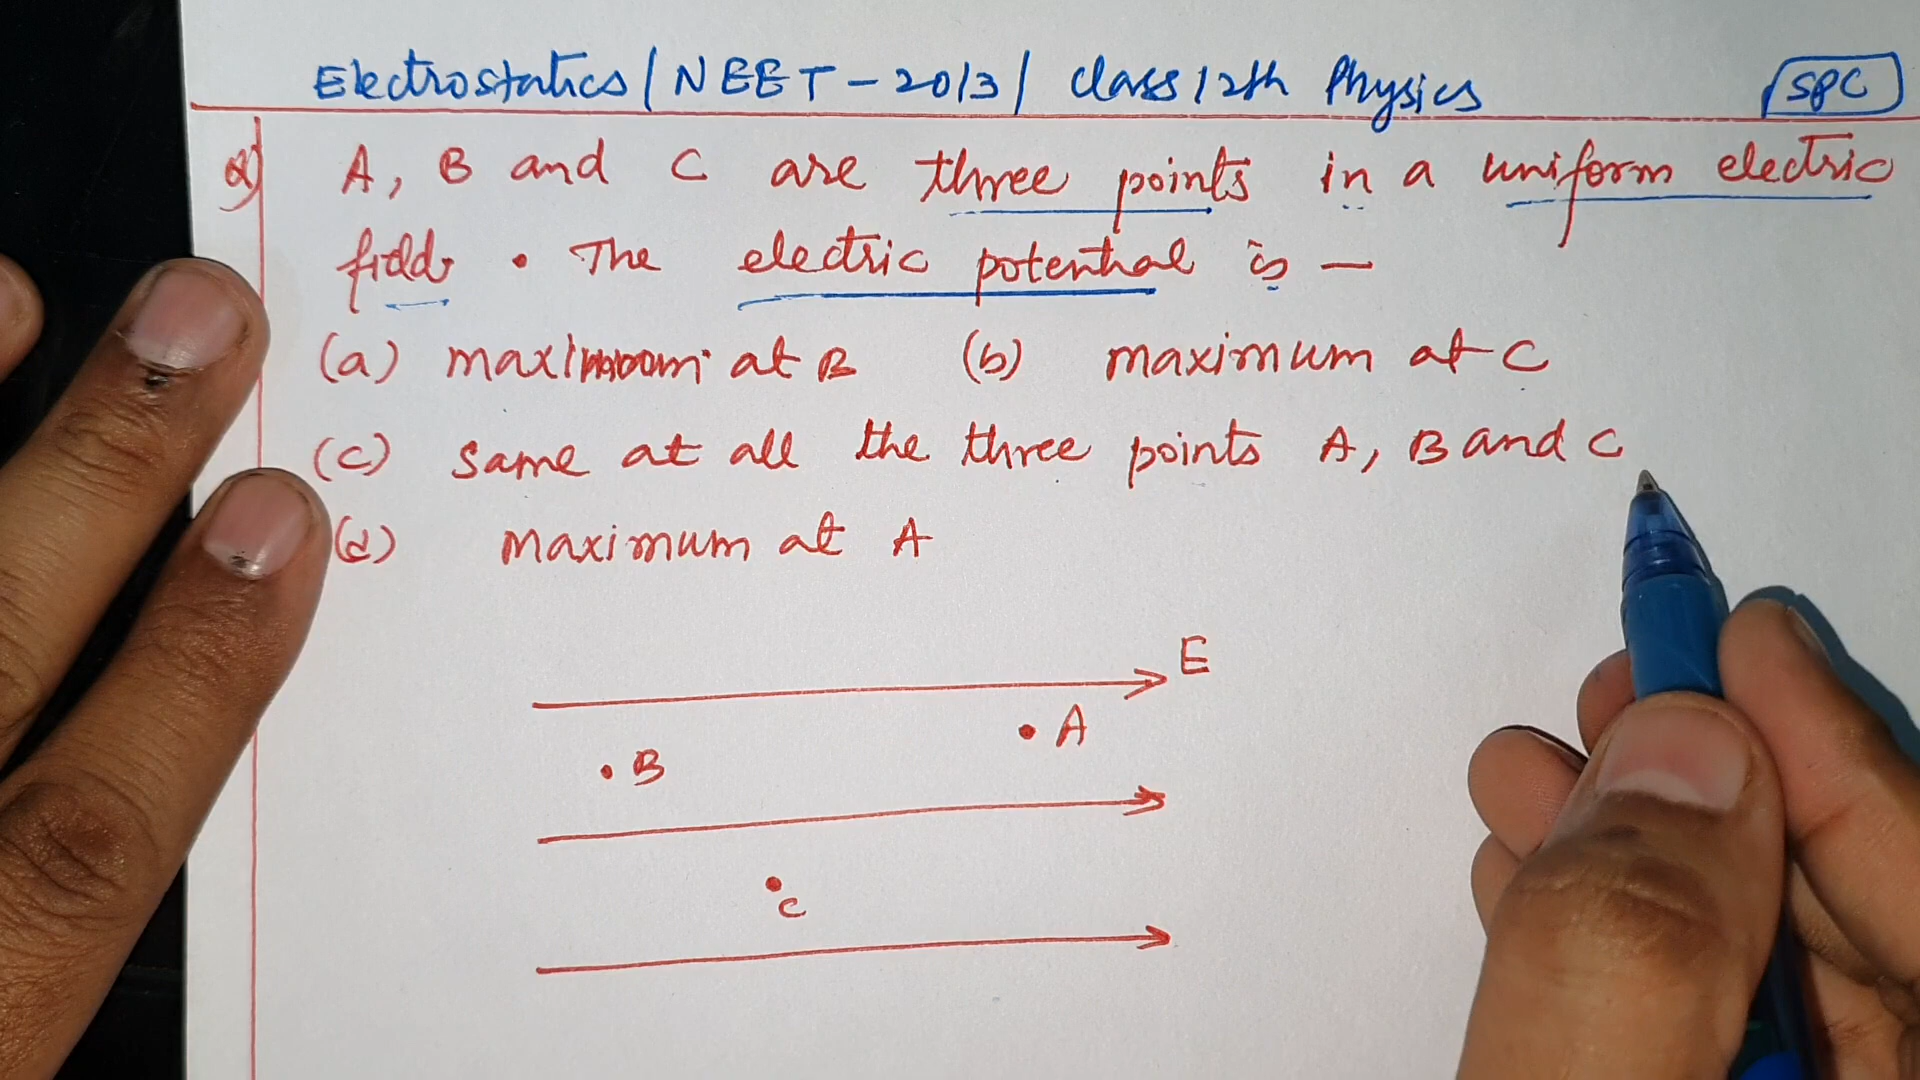 Electrostatics / NEET - 2013 / class 12th Physics SPC
Q) A, B and C are three points in a uniform electric
field. The electric potential is —
(a) maximum at B (b) maximum at C
(c) same at all the three points A, B and C
(d) maximum at A
E
A
B
C